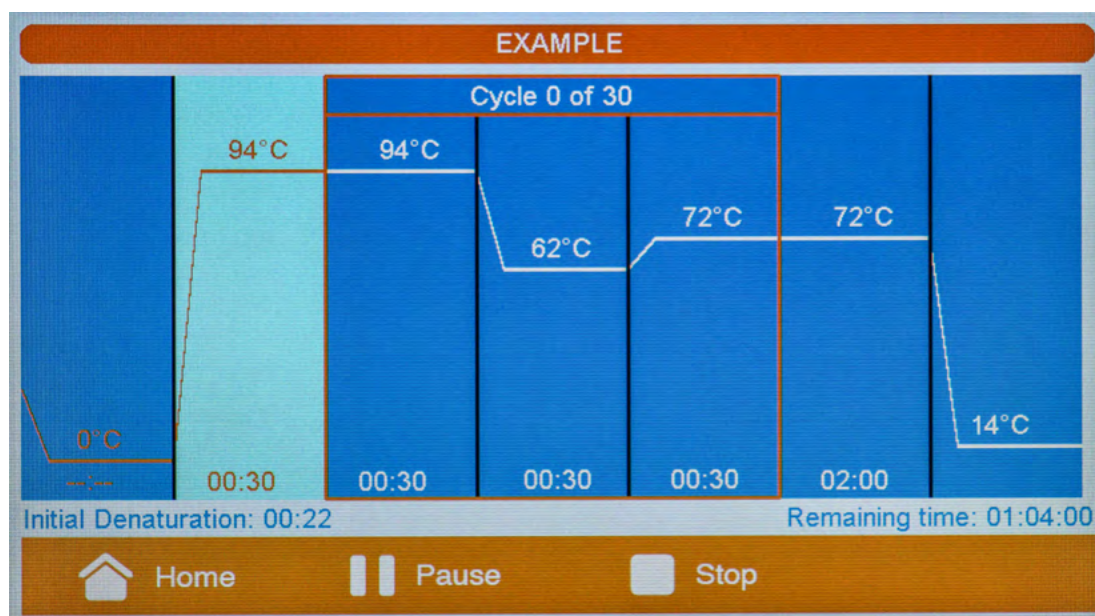 EXAMPLE
Cycle 0 of 30
94°C
94°C
72°C
72°C
62°C
0°C
14°C
--:--
00:30
00:30
00:30
00:30
02:00
Initial Denaturation: 00:22
Remaining time: 01:04:00
Home
Pause
Stop